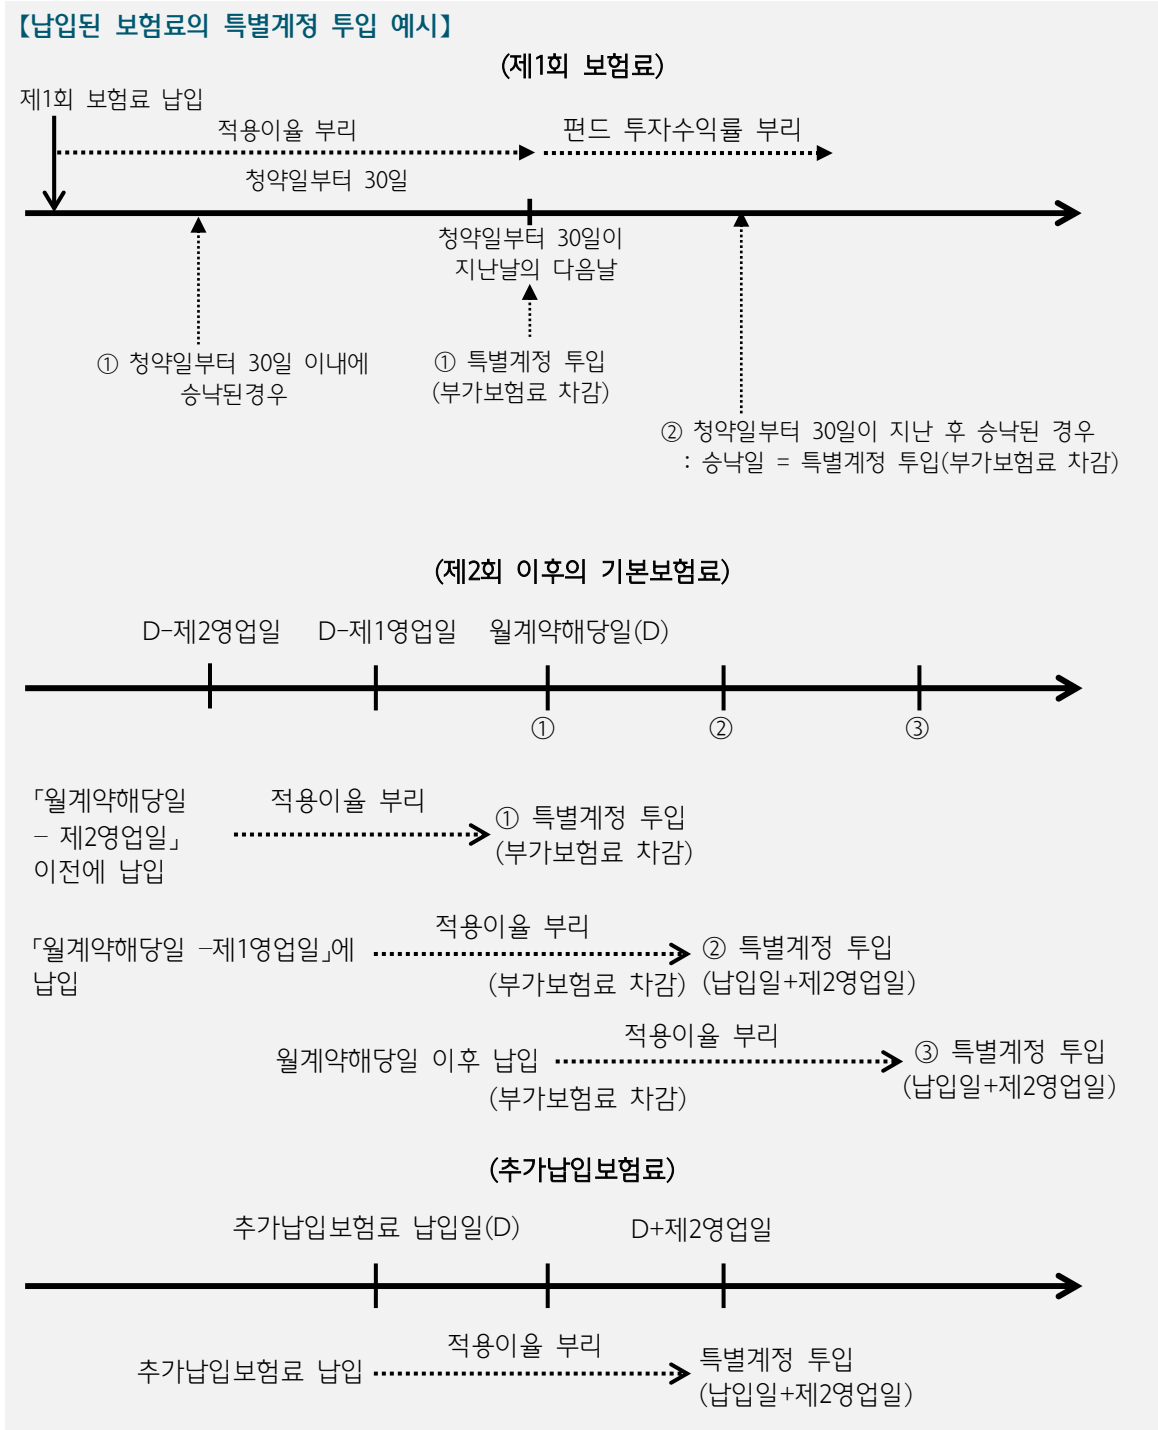 【납입된 보험료의 특별계정 투입 예시】
(제1회 보험료)
제1회 보험료 납입
적용이율 부리
펀드 투자수익률 부리
청약일부터 30일
청약일부터 30일이
지난날의 다음날
① 청약일부터 30일 이내에
승낙된경우
① 특별계정 투입
(부가보험료 차감)
② 청약일부터 30일이 지난 후 승낙된 경우
: 승낙일 = 특별계정 투입(부가보험료 차감)
(제2회 이후의 기본보험료)
D-제2영업일
D-제1영업일
월계약해당일(D)
①
②
③
「월계약해당일
- 제2영업일」
이전에 납입
적용이율 부리
① 특별계정 투입
(부가보험료 차감)
「월계약해당일 -제1영업일」에
납입
적용이율 부리
(부가보험료 차감)
② 특별계정 투입
(납입일+제2영업일)
월계약해당일 이후 납입
적용이율 부리
(부가보험료 차감)
③ 특별계정 투입
(납입일+제2영업일)
(추가납입보험료)
추가납입보험료 납입일(D)
D+제2영업일
추가납입보험료 납입
적용이율 부리
특별계정 투입
(납입일+제2영업일)